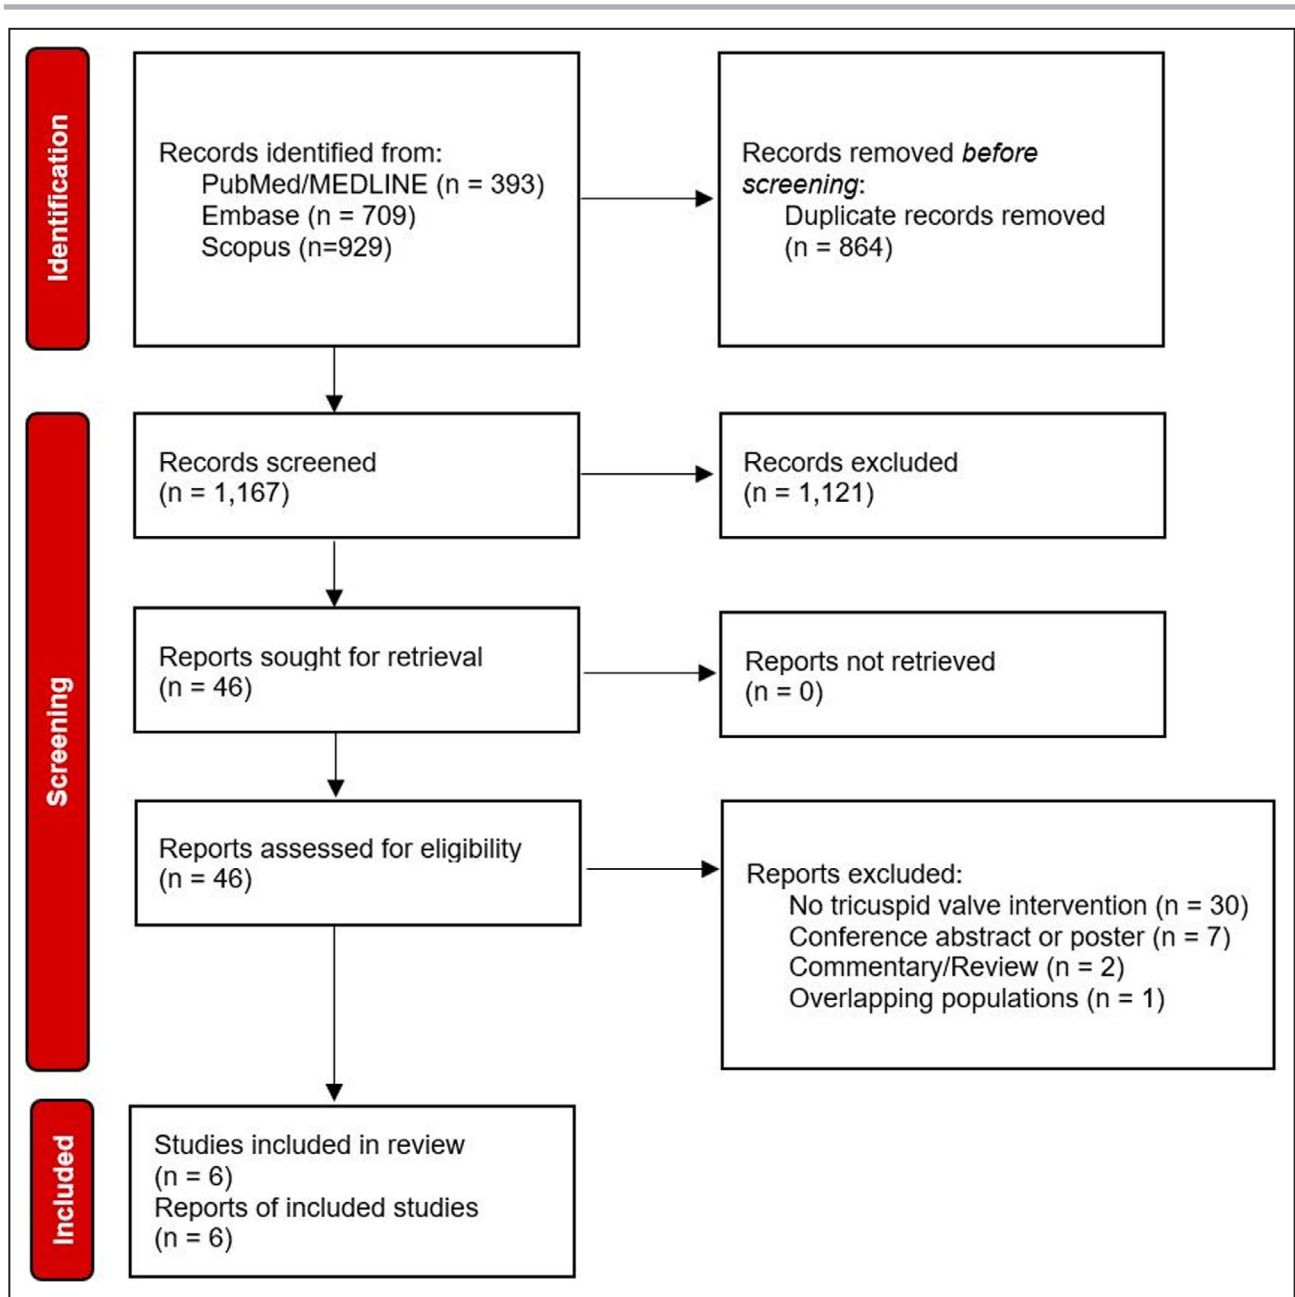 Identification
Records identified from:
PubMed/MEDLINE (n = 393)
Embase (n = 709)
Scopus (n=929)
Records removed before
screening:
Duplicate records removed
(n = 864)
Screening
Records screened
(n = 1,167)
Records excluded
(n = 1,121)
Reports sought for retrieval
(n = 46)
Reports not retrieved
(n = 0)
Reports assessed for eligibility
(n = 46)
Reports excluded:
No tricuspid valve intervention (n = 30)
Conference abstract or poster (n = 7)
Commentary/Review (n = 2)
Overlapping populations (n = 1)
Included
Studies included in review
(n = 6)
Reports of included studies
(n = 6)